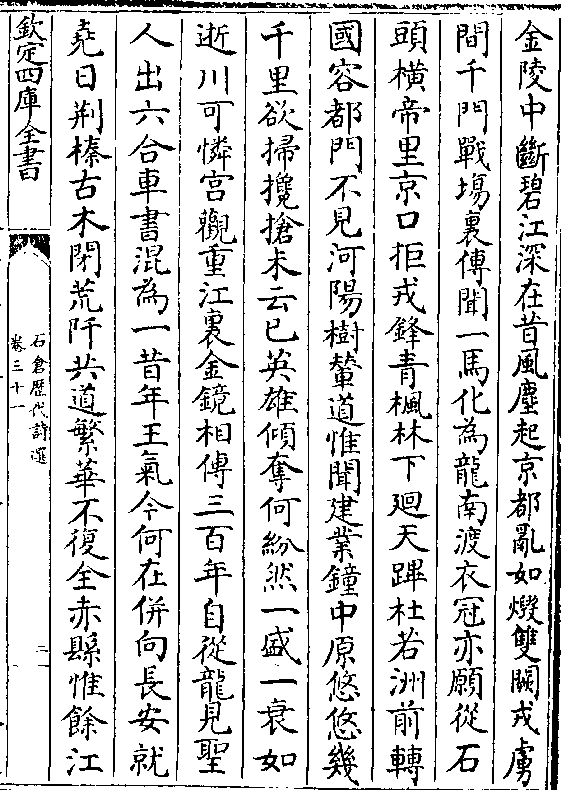 金陵中斷碧江深在昔風塵起京都亂如燬雙闕戎虜
間千門戰塲裏傳聞一馬化為龍南渡衣冠亦願從石
頭横帝里京口拒戎鋒青楓林下廻天蹕杜若洲前轉
國容都門不見河陽樹輦道惟聞建業鐘中原悠悠幾
千里欲掃攙搶未云已英雄傾奪何紛然一盛一衰如
逝川可憐宫觀重江裏金鏡相傳三百年自從龍見聖
人出六合車書混為一昔年王氣今何在併向長安就
堯日荆榛古木閉荒阡共道繁華不復全赤縣惟餘江
欽定四庫全書
石倉歴代詩選
卷三十一
二